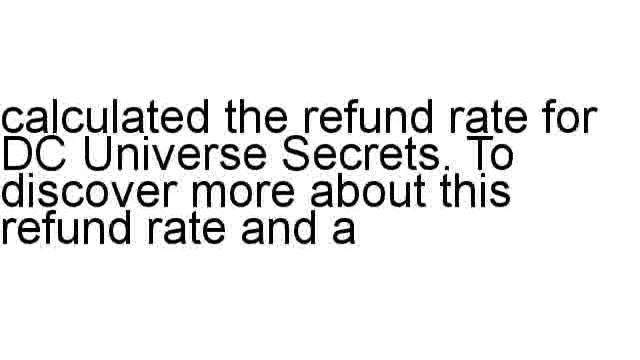 calculated the refund rate for
DC Universe Secrets. To
discover more about this
refund rate and a